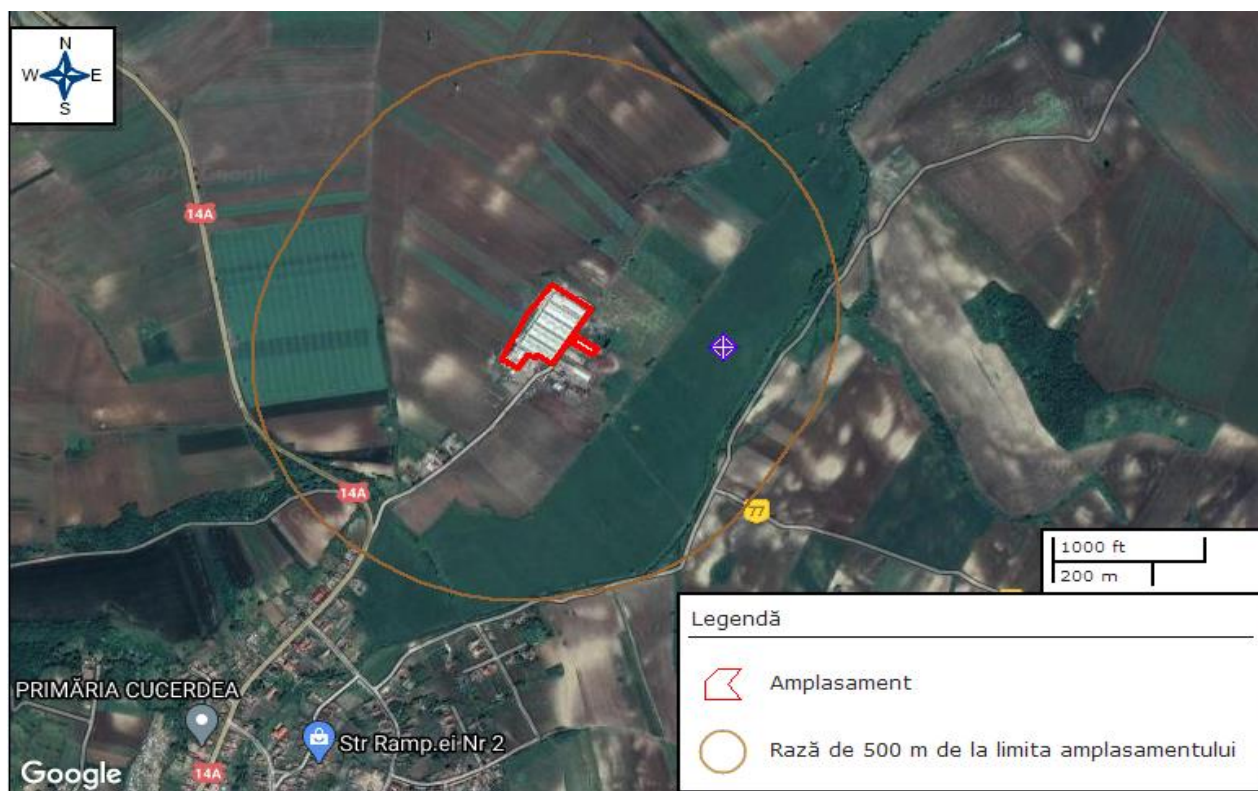 N
W E
S
14A
14A
77
1000 ft
200 m
Legendă
Amplasament
Rază de 500 m de la limita amplasamentului
PRIMĂRIA CUCERDEA
Str Ramp.ei Nr 2
14A
Google